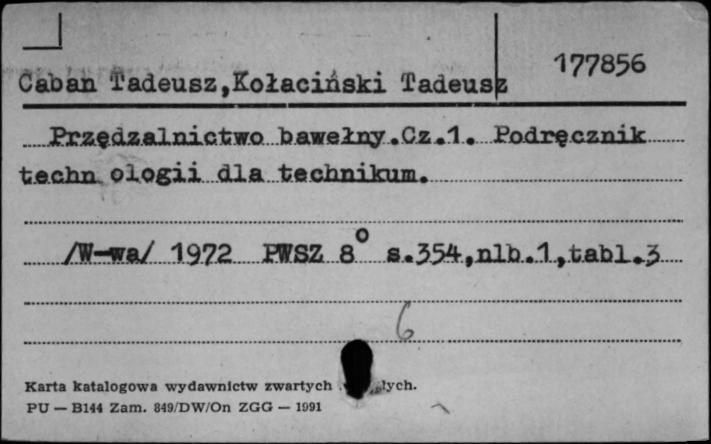 177856
Caban Tadeusz,Kołaciński Tadeusz
Przędzalnictwo bawełny.Cz.1. Podręcznik
techn ologii dla technikum.
/W-wa/ 1972 PWSZ 8° s.354,nlb.1,tabl.3
6
Karta katalogowa wydawnictw zwartych
PU — B144 Zam. 849/DW/On ZGG — 1991